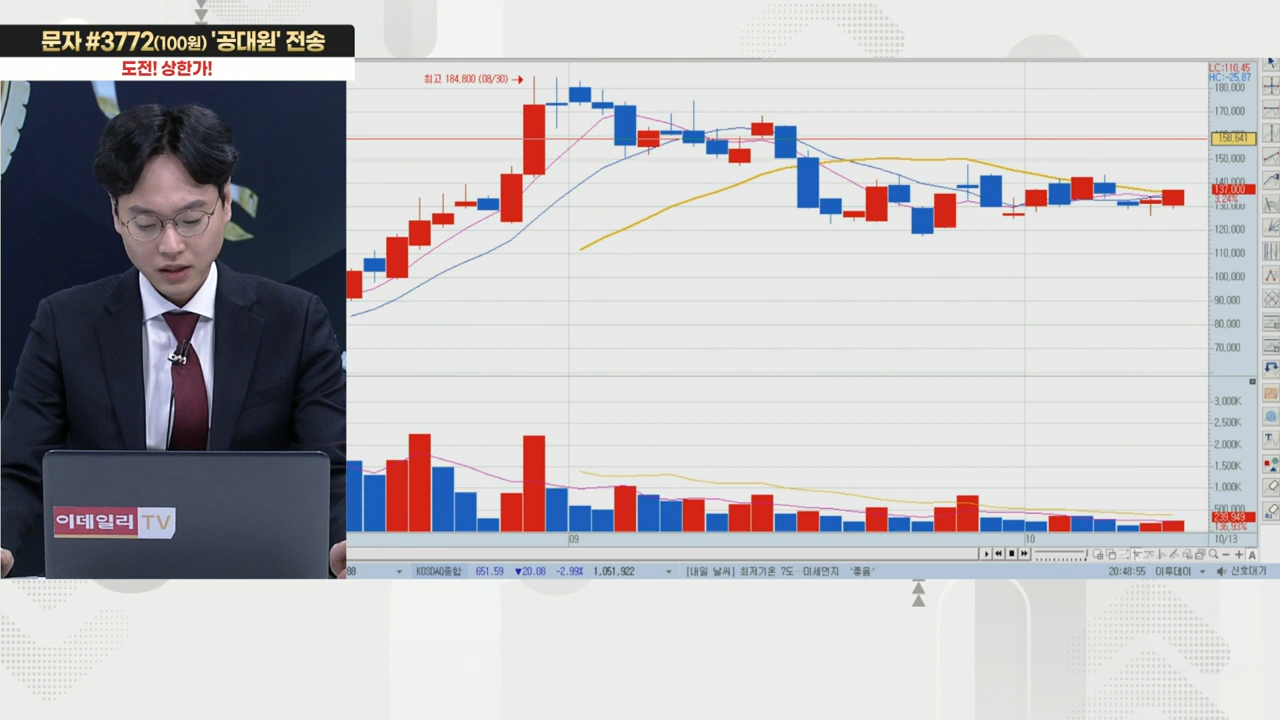 문자 #3772(100원) '공대원' 전송
도전! 상한가!
이데일리 TV
최고 184,800 (08/30) →
LC:110.45
HC:-25.87
180,000
170,000
158,641
150,000
140,000
137,000
3.24%
130,000
120,000
110,000
100,000
90,000
80,000
70,000
3,000K
2,500K
2,000K
1,500K
1,000K
500,000
239,949
136.93%
09
10
10/13
A
88 KOSDAQ종합 651.59 ▼20.08 -2.99% 1,051,922 [내일 날씨] 최저기온 7도…미세먼지 '좋음' 20:48:55 이투데이 신호대기